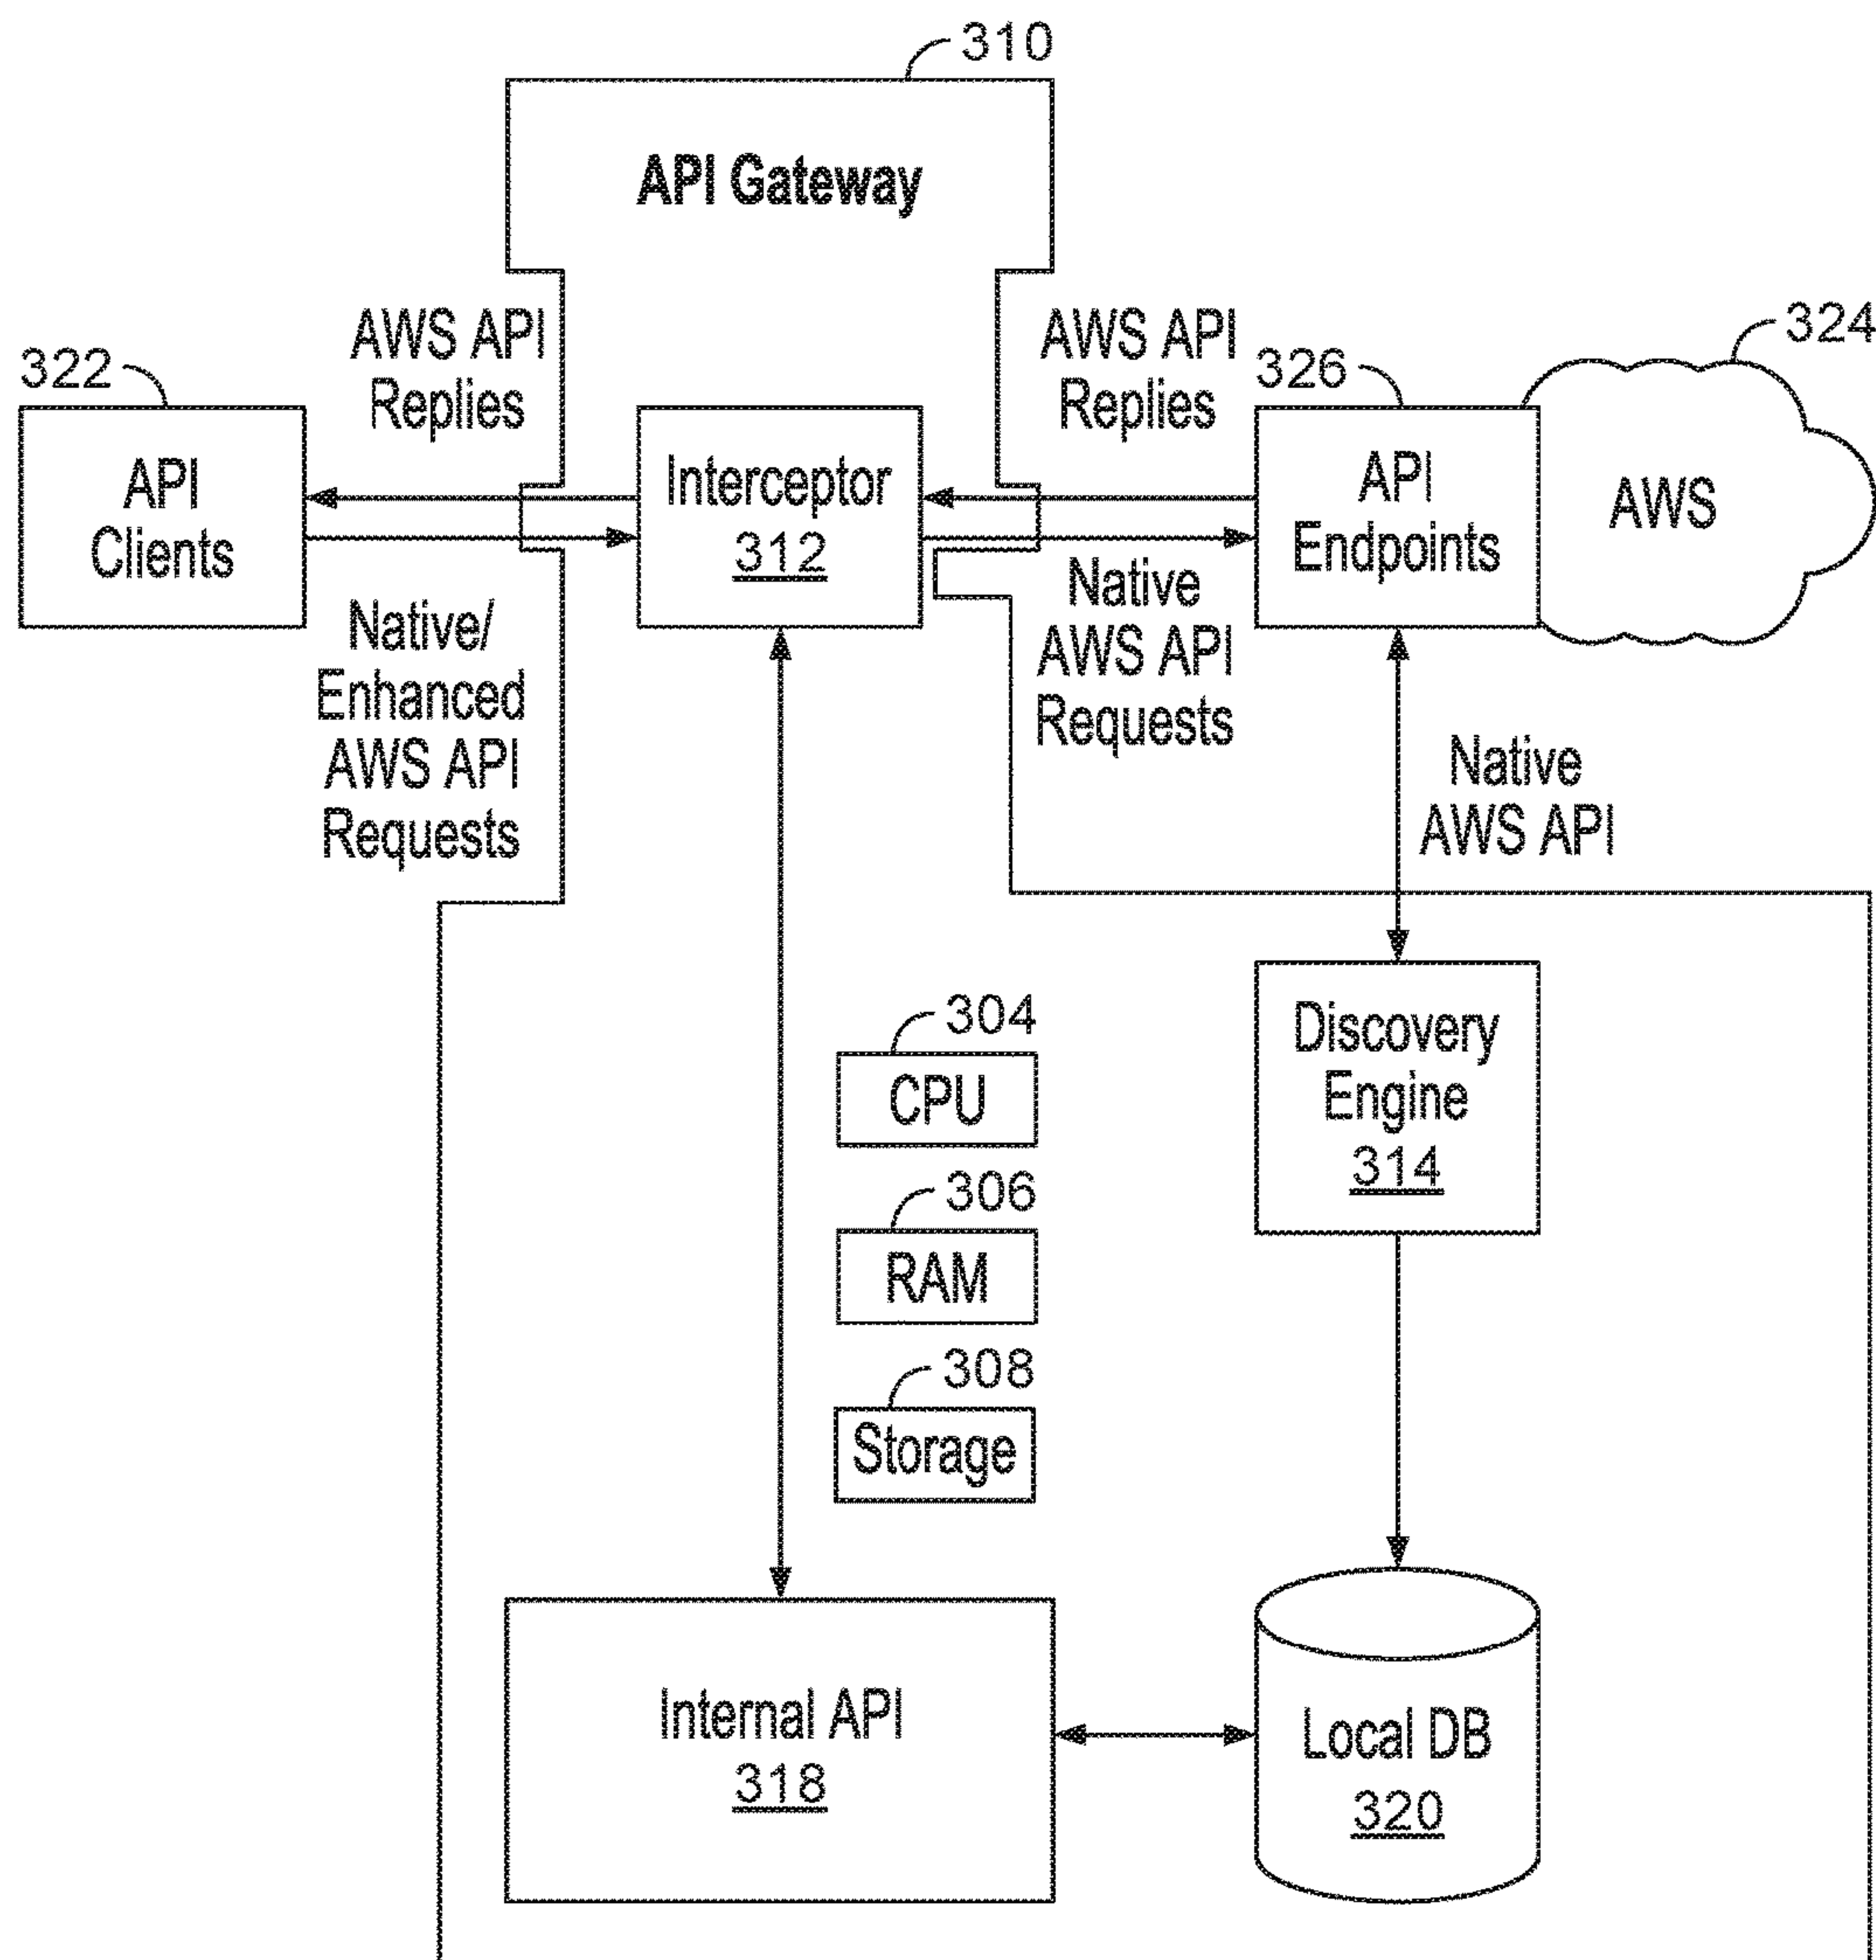 310
API Gateway
AWS API
Replies
AWS API
Replies
322
326
324
API
Clients
Interceptor
312
API
Endpoints
AWS
Native/
Enhanced
AWS API
Requests
Native
AWS API
Requests
Native
AWS API
304
CPU
306
RAM
308
Storage
Discovery
Engine
314
Internal API
318
Local DB
320